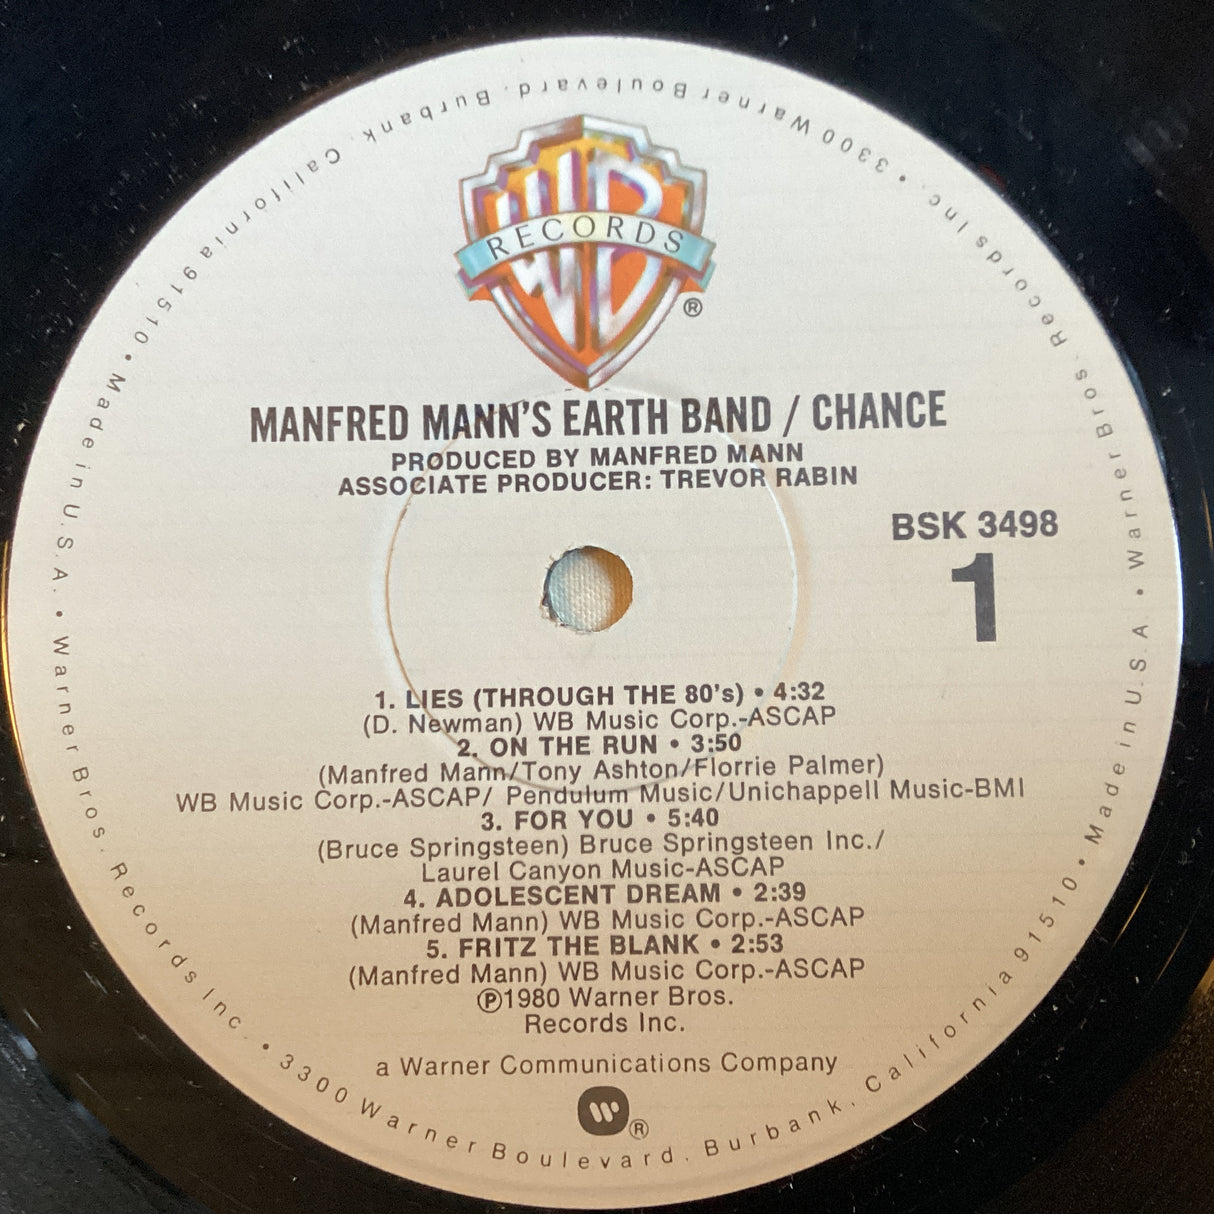 WB
RECORDS
®
MANFRED MANN'S EARTH BAND / CHANCE
PRODUCED BY MANFRED MANN
ASSOCIATE PRODUCER: TREVOR RABIN
BSK 3498
1
1. LIES (THROUGH THE 80's) • 4:32
(D. Newman) WB Music Corp.-ASCAP
2. ON THE RUN • 3:50
(Manfred Mann/Tony Ashton/Florrie Palmer)
WB Music Corp.-ASCAP/ Pendulum Music/Unichappell Music-BMI
3. FOR YOU • 5:40
(Bruce Springsteen) Bruce Springsteen Inc./
Laurel Canyon Music-ASCAP
4. ADOLESCENT DREAM • 2:39
(Manfred Mann) WB Music Corp.-ASCAP
5. FRITZ THE BLANK • 2:53
(Manfred Mann) WB Music Corp.-ASCAP
Ⓟ1980 Warner Bros.
Records Inc.
a Warner Communications Company
W®
Warner Bros. Records Inc. • 3300 Warner Boulevard. Burbank. California 91510 • Made in U.S.A. • Warner Bros. Records Inc. • 3300 Warner Boulevard. Burbank. California 91510 • Made in U.S.A •